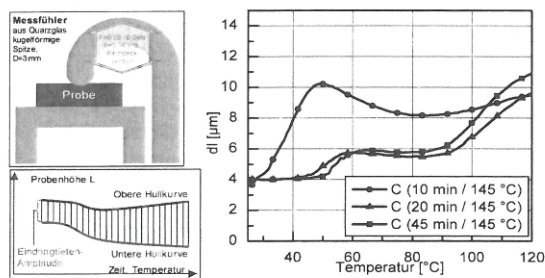 Messfühler
aus Quarzglas
kugelförmige
Spitze,
D=3mm
Probe
Probenhöhe L
Obere Hüllkurve
Eindringtiefen-
Amplitude
Untere Hüllkurve
Zeit, Temperatur
dl [µm]
14
12
10
8
6
4
2
0
40
60
80
100
120
Temperatur [°C]
C (10 min / 145 °C)
C (20 min / 145 °C)
C (45 min / 145 °C)